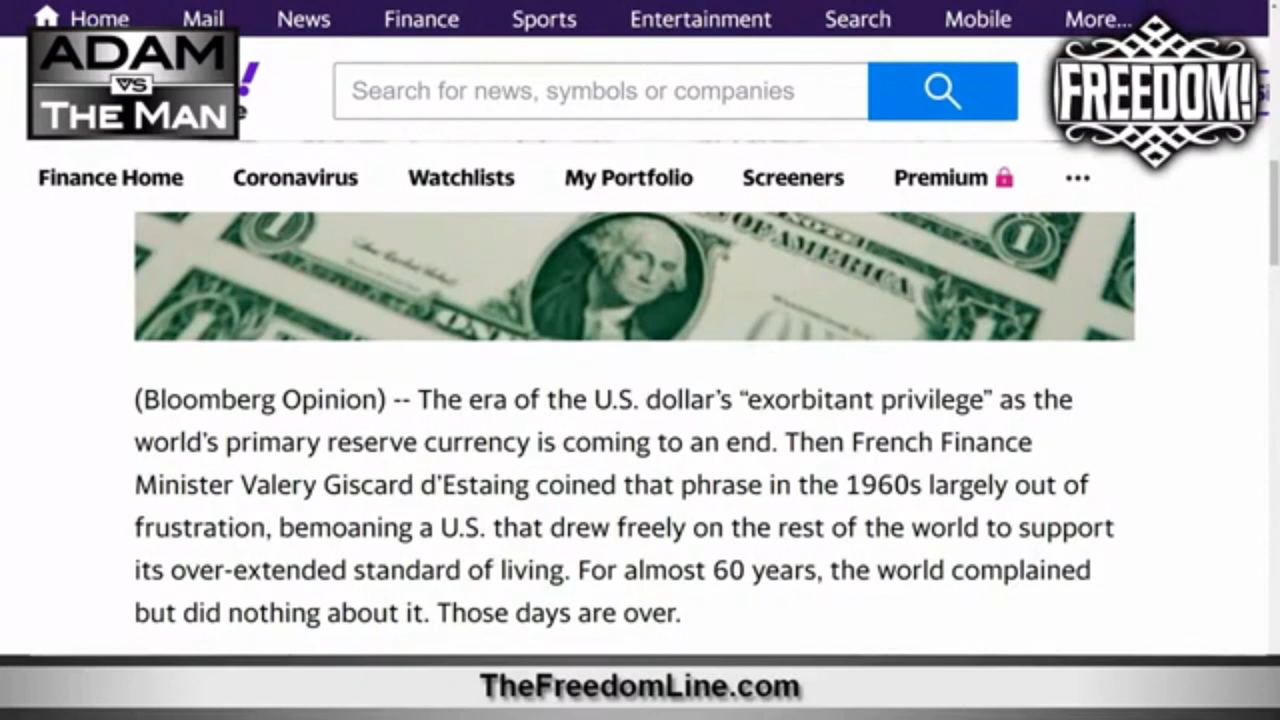 Home Mail News Finance Sports Entertainment Search Mobile More...
ADAM
VS
THE MAN
FREEDOM!
Search for news, symbols or companies
Finance Home Coronavirus Watchlists My Portfolio Screeners Premium ...
1
OF AMERICA
1
ONE
(Bloomberg Opinion) -- The era of the U.S. dollar's “exorbitant privilege” as the
world's primary reserve currency is coming to an end. Then French Finance
Minister Valery Giscard d'Estaing coined that phrase in the 1960s largely out of
frustration, bemoaning a U.S. that drew freely on the rest of the world to support
its over-extended standard of living. For almost 60 years, the world complained
but did nothing about it. Those days are over.
TheFreedomLine.com